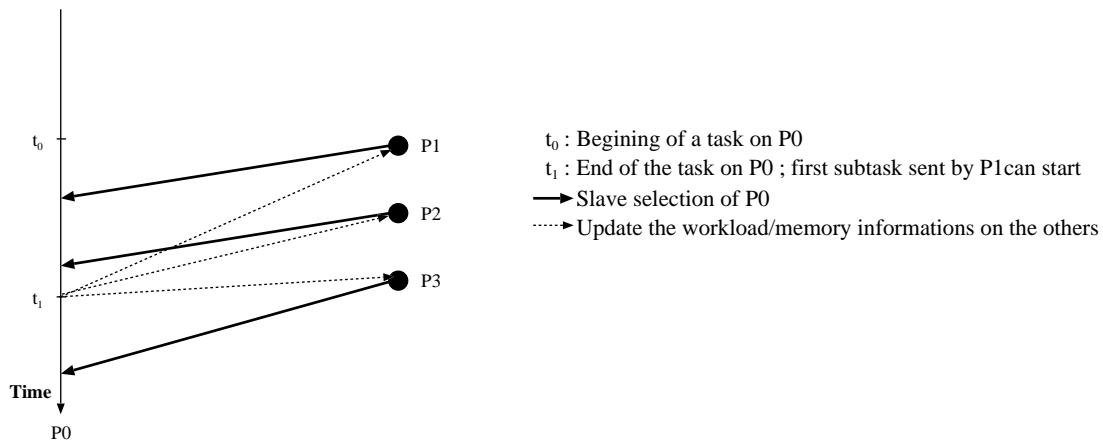 t0
P1
P2
P3
t1
Time
P0
t0 : Begining of a task on P0
t1 : End of the task on P0 ; first subtask sent by P1can start
Slave selection of P0
Update the workload/memory informations on the others